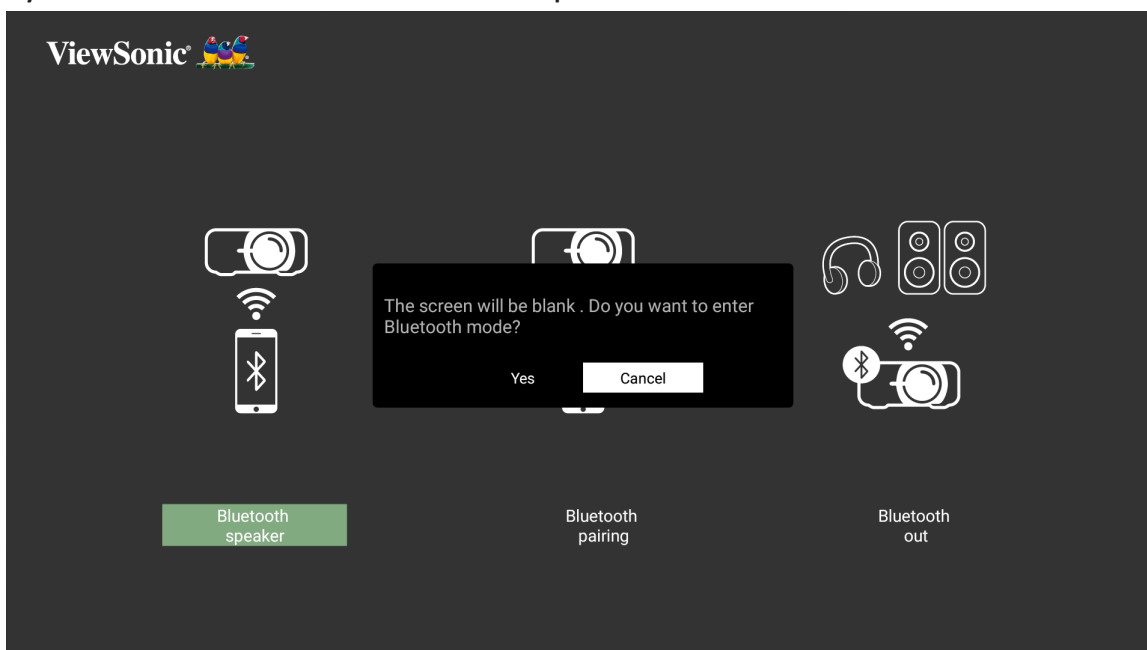 ViewSonic®
The screen will be blank . Do you want to enter
Bluetooth mode?
Yes
Cancel
Bluetooth
speaker
Bluetooth
pairing
Bluetooth
out